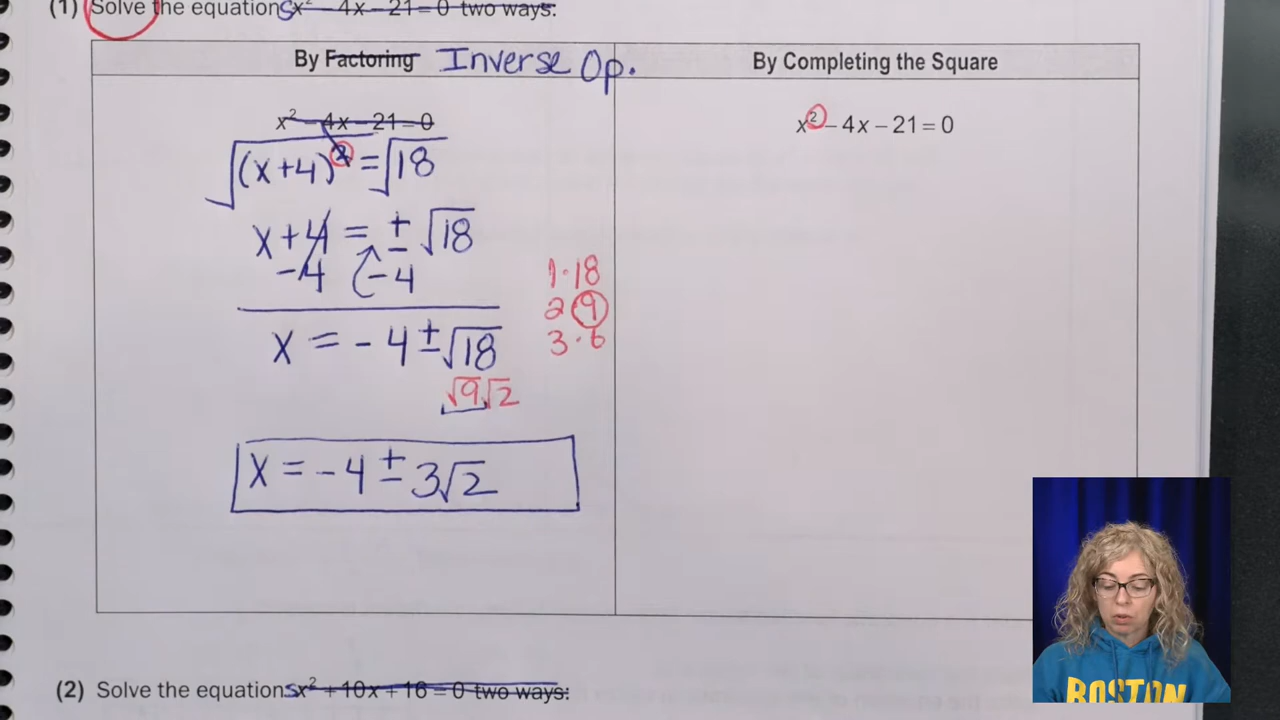 (1) Solve the equations x² – 4x – 21 = 0 two ways:
By Factoring Inverse Op.
x² – 4x – 21 = 0
√(x+4)² = √18
x+4 = ± √18
-4 -4
x = -4 ± √18
√9√2
1·18
2·9
3·6
x = -4 ± 3√2
By Completing the Square
x² – 4x – 21 = 0
(2) Solve the equations x² + 10x + 16 = 0 two ways:
BOSTON